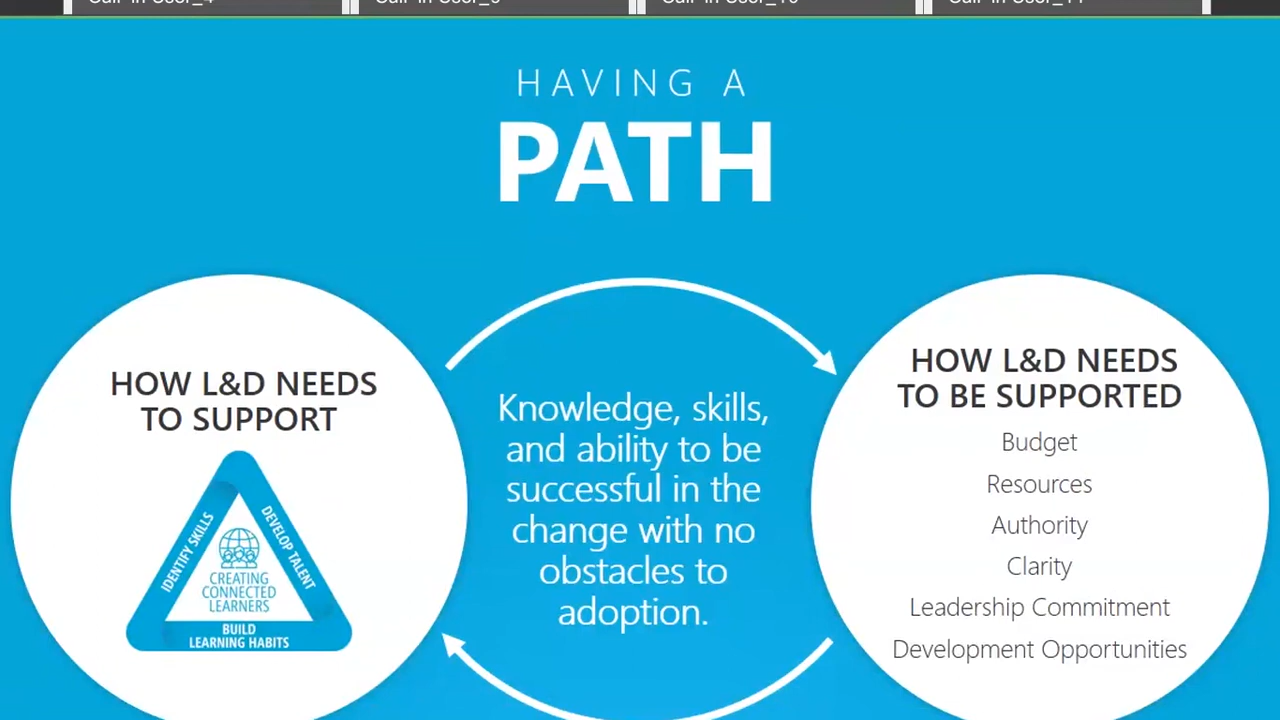 HAVING A
PATH
HOW L&D NEEDS
TO SUPPORT
IDENTIFY SKILLS
DEVELOP TALENT
CREATING
CONNECTED
LEARNERS
BUILD
LEARNING HABITS
Knowledge, skills,
and ability to be
successful in the
change with no
obstacles to
adoption.
HOW L&D NEEDS
TO BE SUPPORTED
Budget
Resources
Authority
Clarity
Leadership Commitment
Development Opportunities